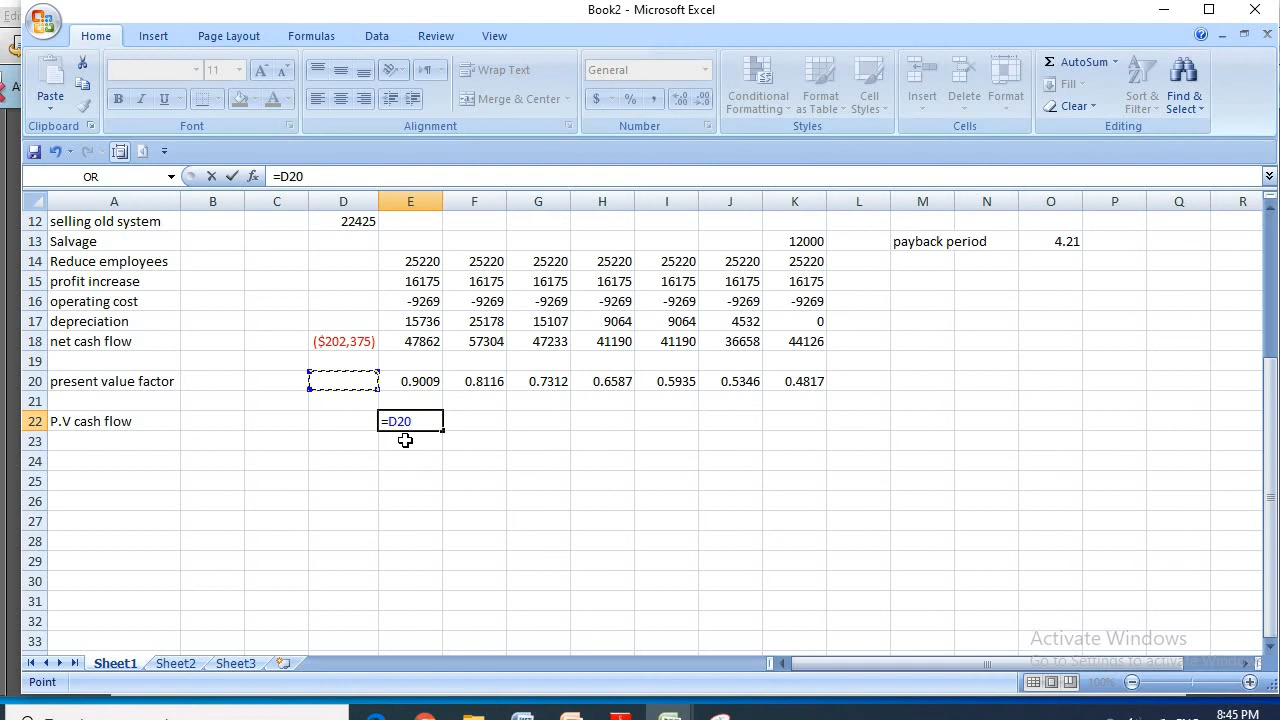 Book2 - Microsoft Excel
Home Insert Page Layout Formulas Data Review View
Paste
11
Wrap Text
Merge & Center
General
$ % ,
Conditional Formatting
Format as Table
Cell Styles
Insert
Delete
Format
AutoSum
Fill
Clear
Sort & Filter
Find & Select
Clipboard Font Alignment Number Styles Cells Editing
OR =D20
A B C D E F G H I J K L M N O P Q R
12 selling old system 22425
13 Salvage 12000 payback period 4.21
14 Reduce employees 25220 25220 25220 25220 25220 25220 25220
15 profit increase 16175 16175 16175 16175 16175 16175 16175
16 operating cost -9269 -9269 -9269 -9269 -9269 -9269 -9269
17 depreciation 15736 25178 15107 9064 9064 4532 0
18 net cash flow ($202,375) 47862 57304 47233 41190 41190 36658 44126
19
20 present value factor 0.9009 0.8116 0.7312 0.6587 0.5935 0.5346 0.4817
21
22 P.V cash flow =D20
23
24
25
26
27
28
29
30
31
32
33
Activate Windows
Go to Settings to activate
Sheet1 Sheet2 Sheet3
Point 100%
8:45 PM